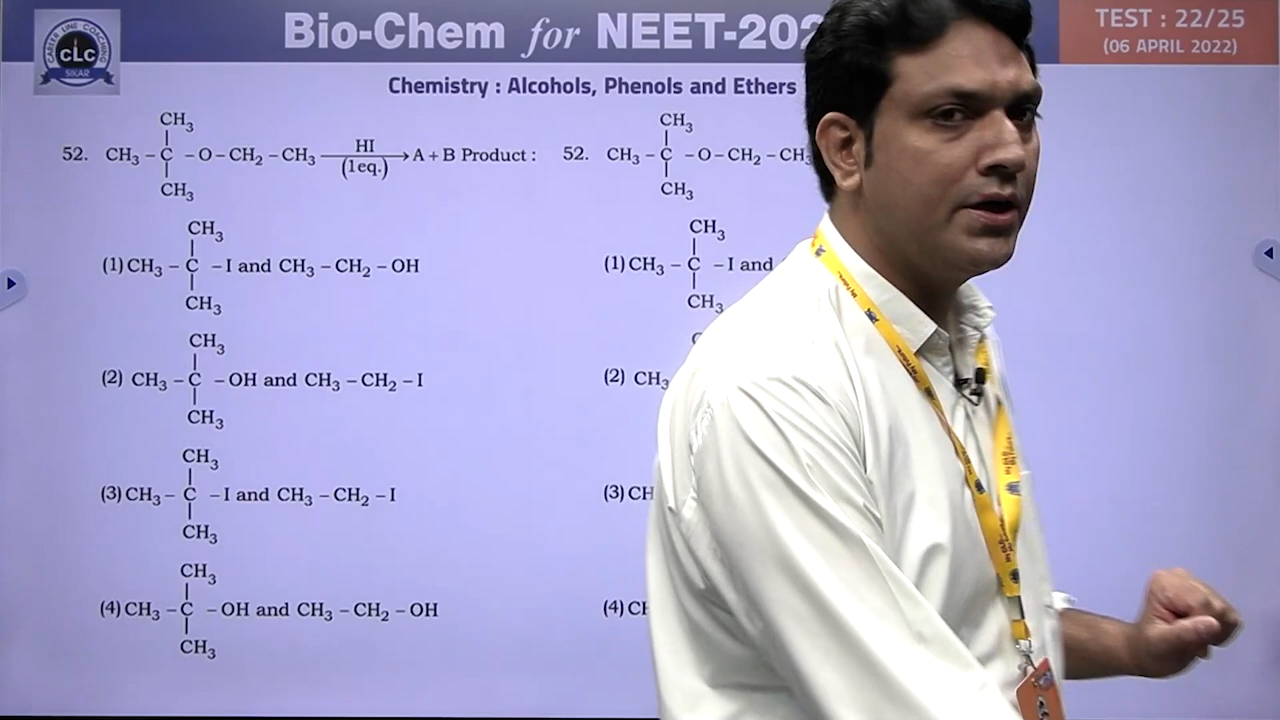 CAREER LINE COACHING
CLC
SIKAR
Bio-Chem for NEET-202
TEST : 22/25
(06 APRIL 2022)
Chemistry : Alcohols, Phenols and Ethers
CH3
52. CH3 – C – O – CH2 – CH3 HI (1eq.) → A + B Product :
CH3
CH3
(1) CH3 – C – I and CH3 – CH2 – OH
CH3
CH3
(2) CH3 – C – OH and CH3 – CH2 – I
CH3
CH3
(3) CH3 – C – I and CH3 – CH2 – I
CH3
CH3
(4) CH3 – C – OH and CH3 – CH2 – OH
CH3
CH3
52. CH3 – C – O – CH2 – CH3
CH3
CH3
(1) CH3 – C – I and
CH3
(2) CH3
(3) CH
(4) CH